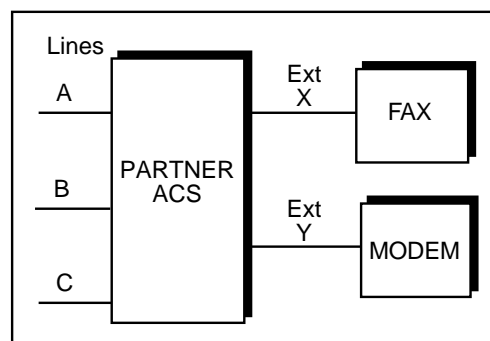 Lines
A
B
C
PARTNER
ACS
Ext
X
FAX
Ext
Y
MODEM